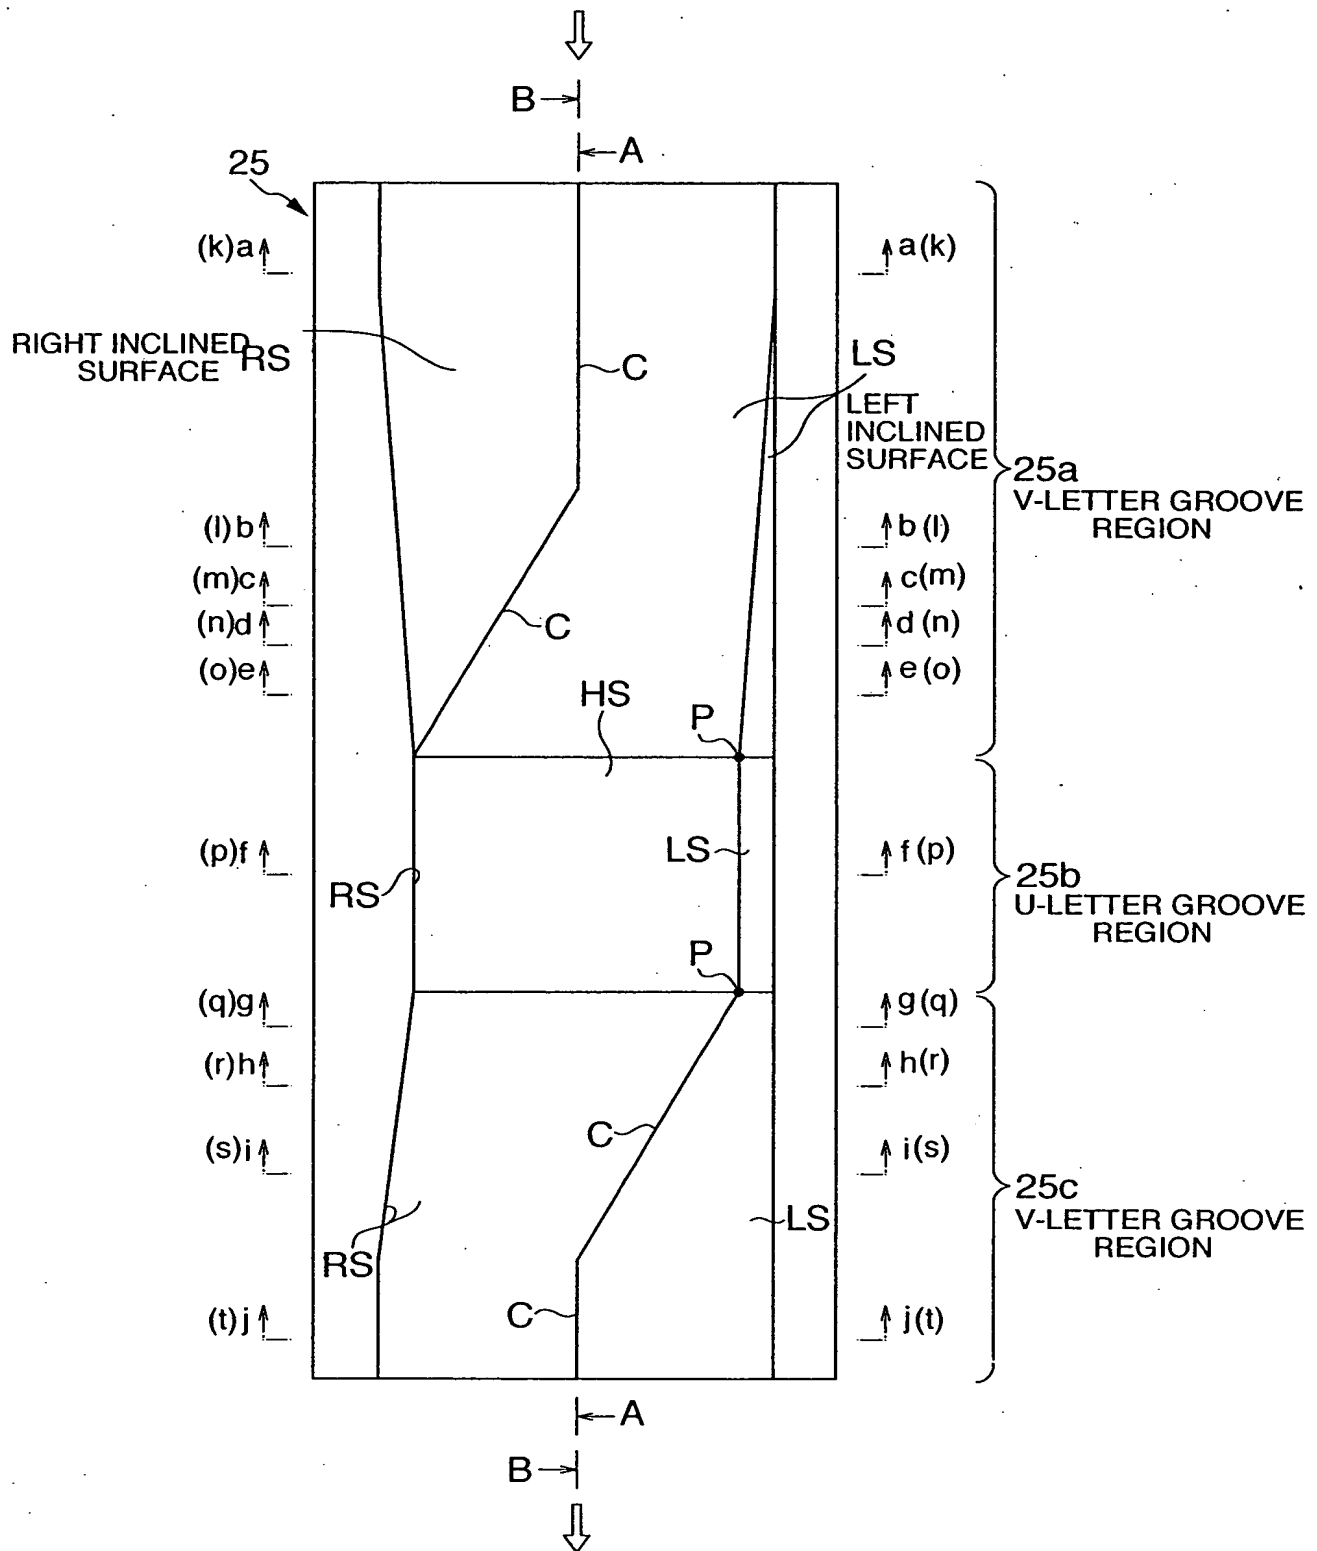 B
A
25
(k)a
a(k)
RIGHT INCLINED
SURFACE
RS
C
LS
LEFT
INCLINED
SURFACE
25a
V-LETTER GROOVE
REGION
(l)b
b(l)
(m)c
c(m)
(n)d
d(n)
C
(o)e
e(o)
HS
P
(p)f
LS
f(p)
RS
25b
U-LETTER GROOVE
REGION
P
(q)g
g(q)
(r)h
h(r)
C
(s)i
i(s)
25c
V-LETTER GROOVE
REGION
LS
RS
C
(t)j
j(t)
A
B